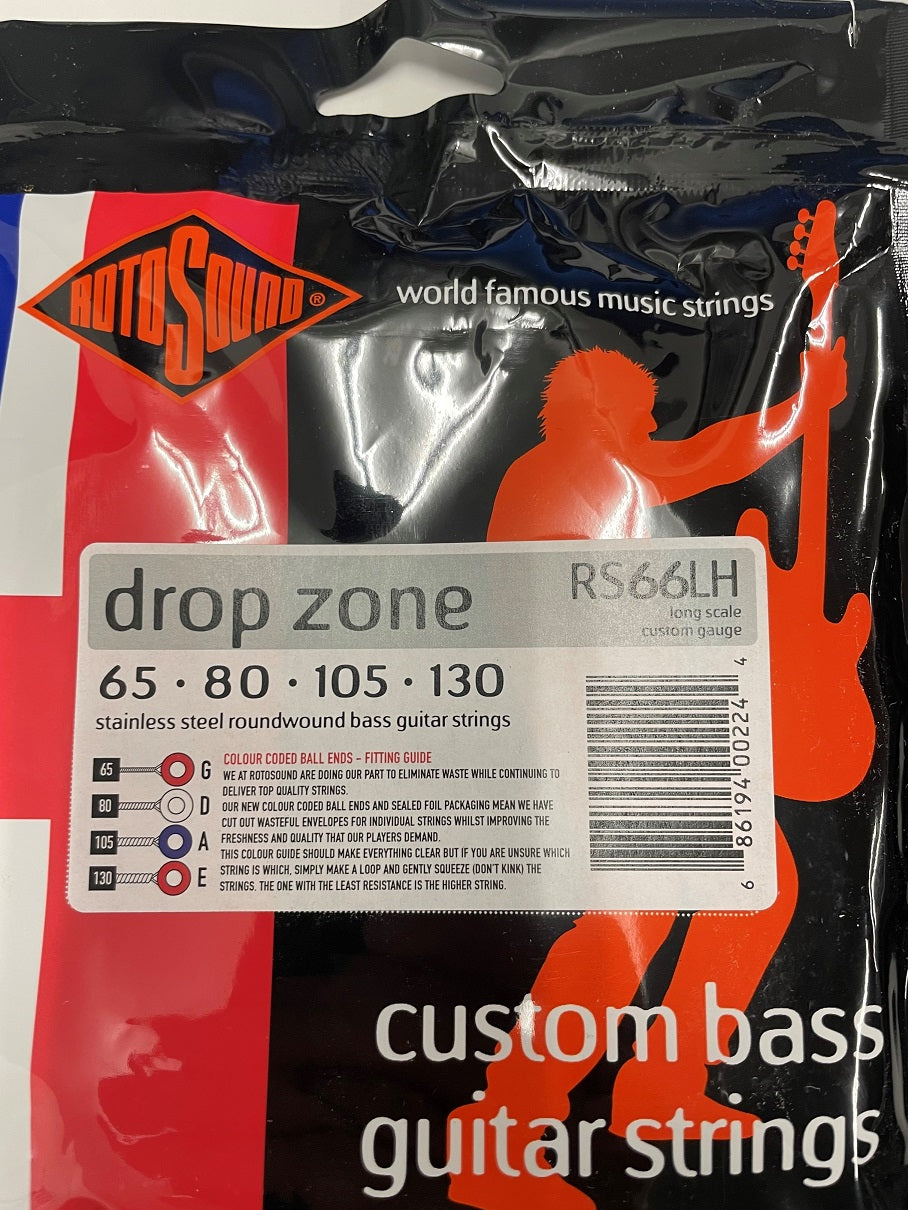 ROTOSOUND®
world famous music strings
drop zone
RS66LH
long scale
custom gauge
65 · 80 · 105 · 130
stainless steel roundwound bass guitar strings
65 G
80 D
105 A
130 E
COLOUR CODED BALL ENDS - FITTING GUIDE
WE AT ROTOSOUND ARE DOING OUR PART TO ELIMINATE WASTE WHILE CONTINUING TO
DELIVER TOP QUALITY STRINGS.
OUR NEW COLOUR CODED BALL ENDS AND SEALED FOIL PACKAGING MEAN WE HAVE
CUT OUT WASTEFUL ENVELOPES FOR INDIVIDUAL STRINGS WHILST IMPROVING THE
FRESHNESS AND QUALITY THAT OUR PLAYERS DEMAND.
THIS COLOUR GUIDE SHOULD MAKE EVERYTHING CLEAR BUT IF YOU ARE UNSURE WHICH
STRING IS WHICH, SIMPLY MAKE A LOOP AND GENTLY SQUEEZE (DON'T KINK) THE
STRINGS. THE ONE WITH THE LEAST RESISTANCE IS THE HIGHER STRING.
6 86194 00224 4
custom bass
guitar strings